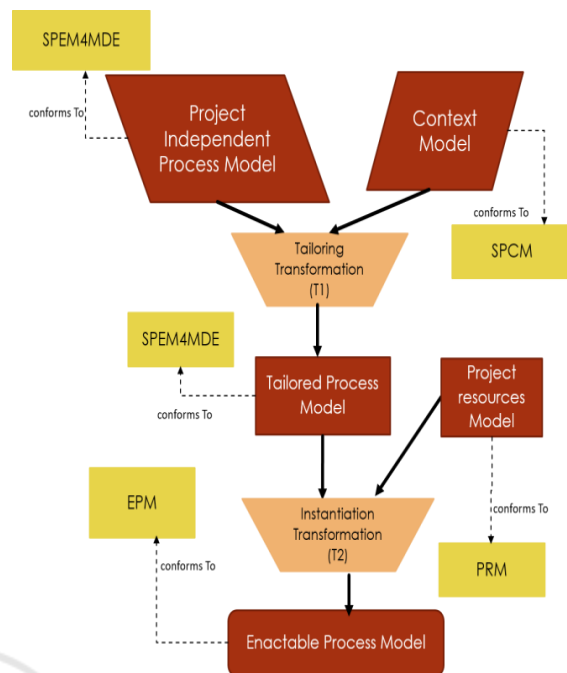 SPEM4MDE
conforms To
Project
Independent
Process Model
Context
Model
conforms To
SPCM
Tailoring
Transformation
(T1)
SPEM4MDE
conforms To
Tailored Process
Model
Project
resources
Model
EPM
conforms To
Instantiation
Transformation
(T2)
conforms To
PRM
Enactable Process Model